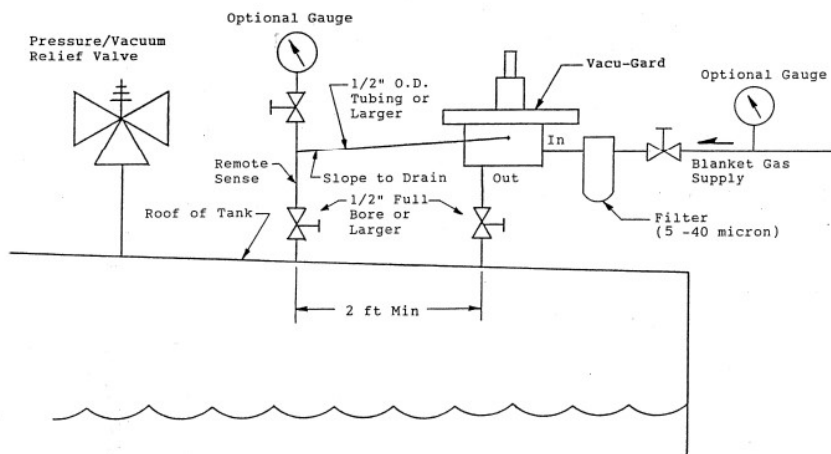 Optional Gauge
Pressure/Vacuum
Relief Valve
1/2" O.D.
Tubing or
Larger
Vacu-Gard
Optional Gauge
In
Out
Blanket Gas
Supply
Remote
Sense
Slope to Drain
Roof of Tank
1/2" Full
Bore or
Larger
Filter
(5 -40 micron)
2 ft Min